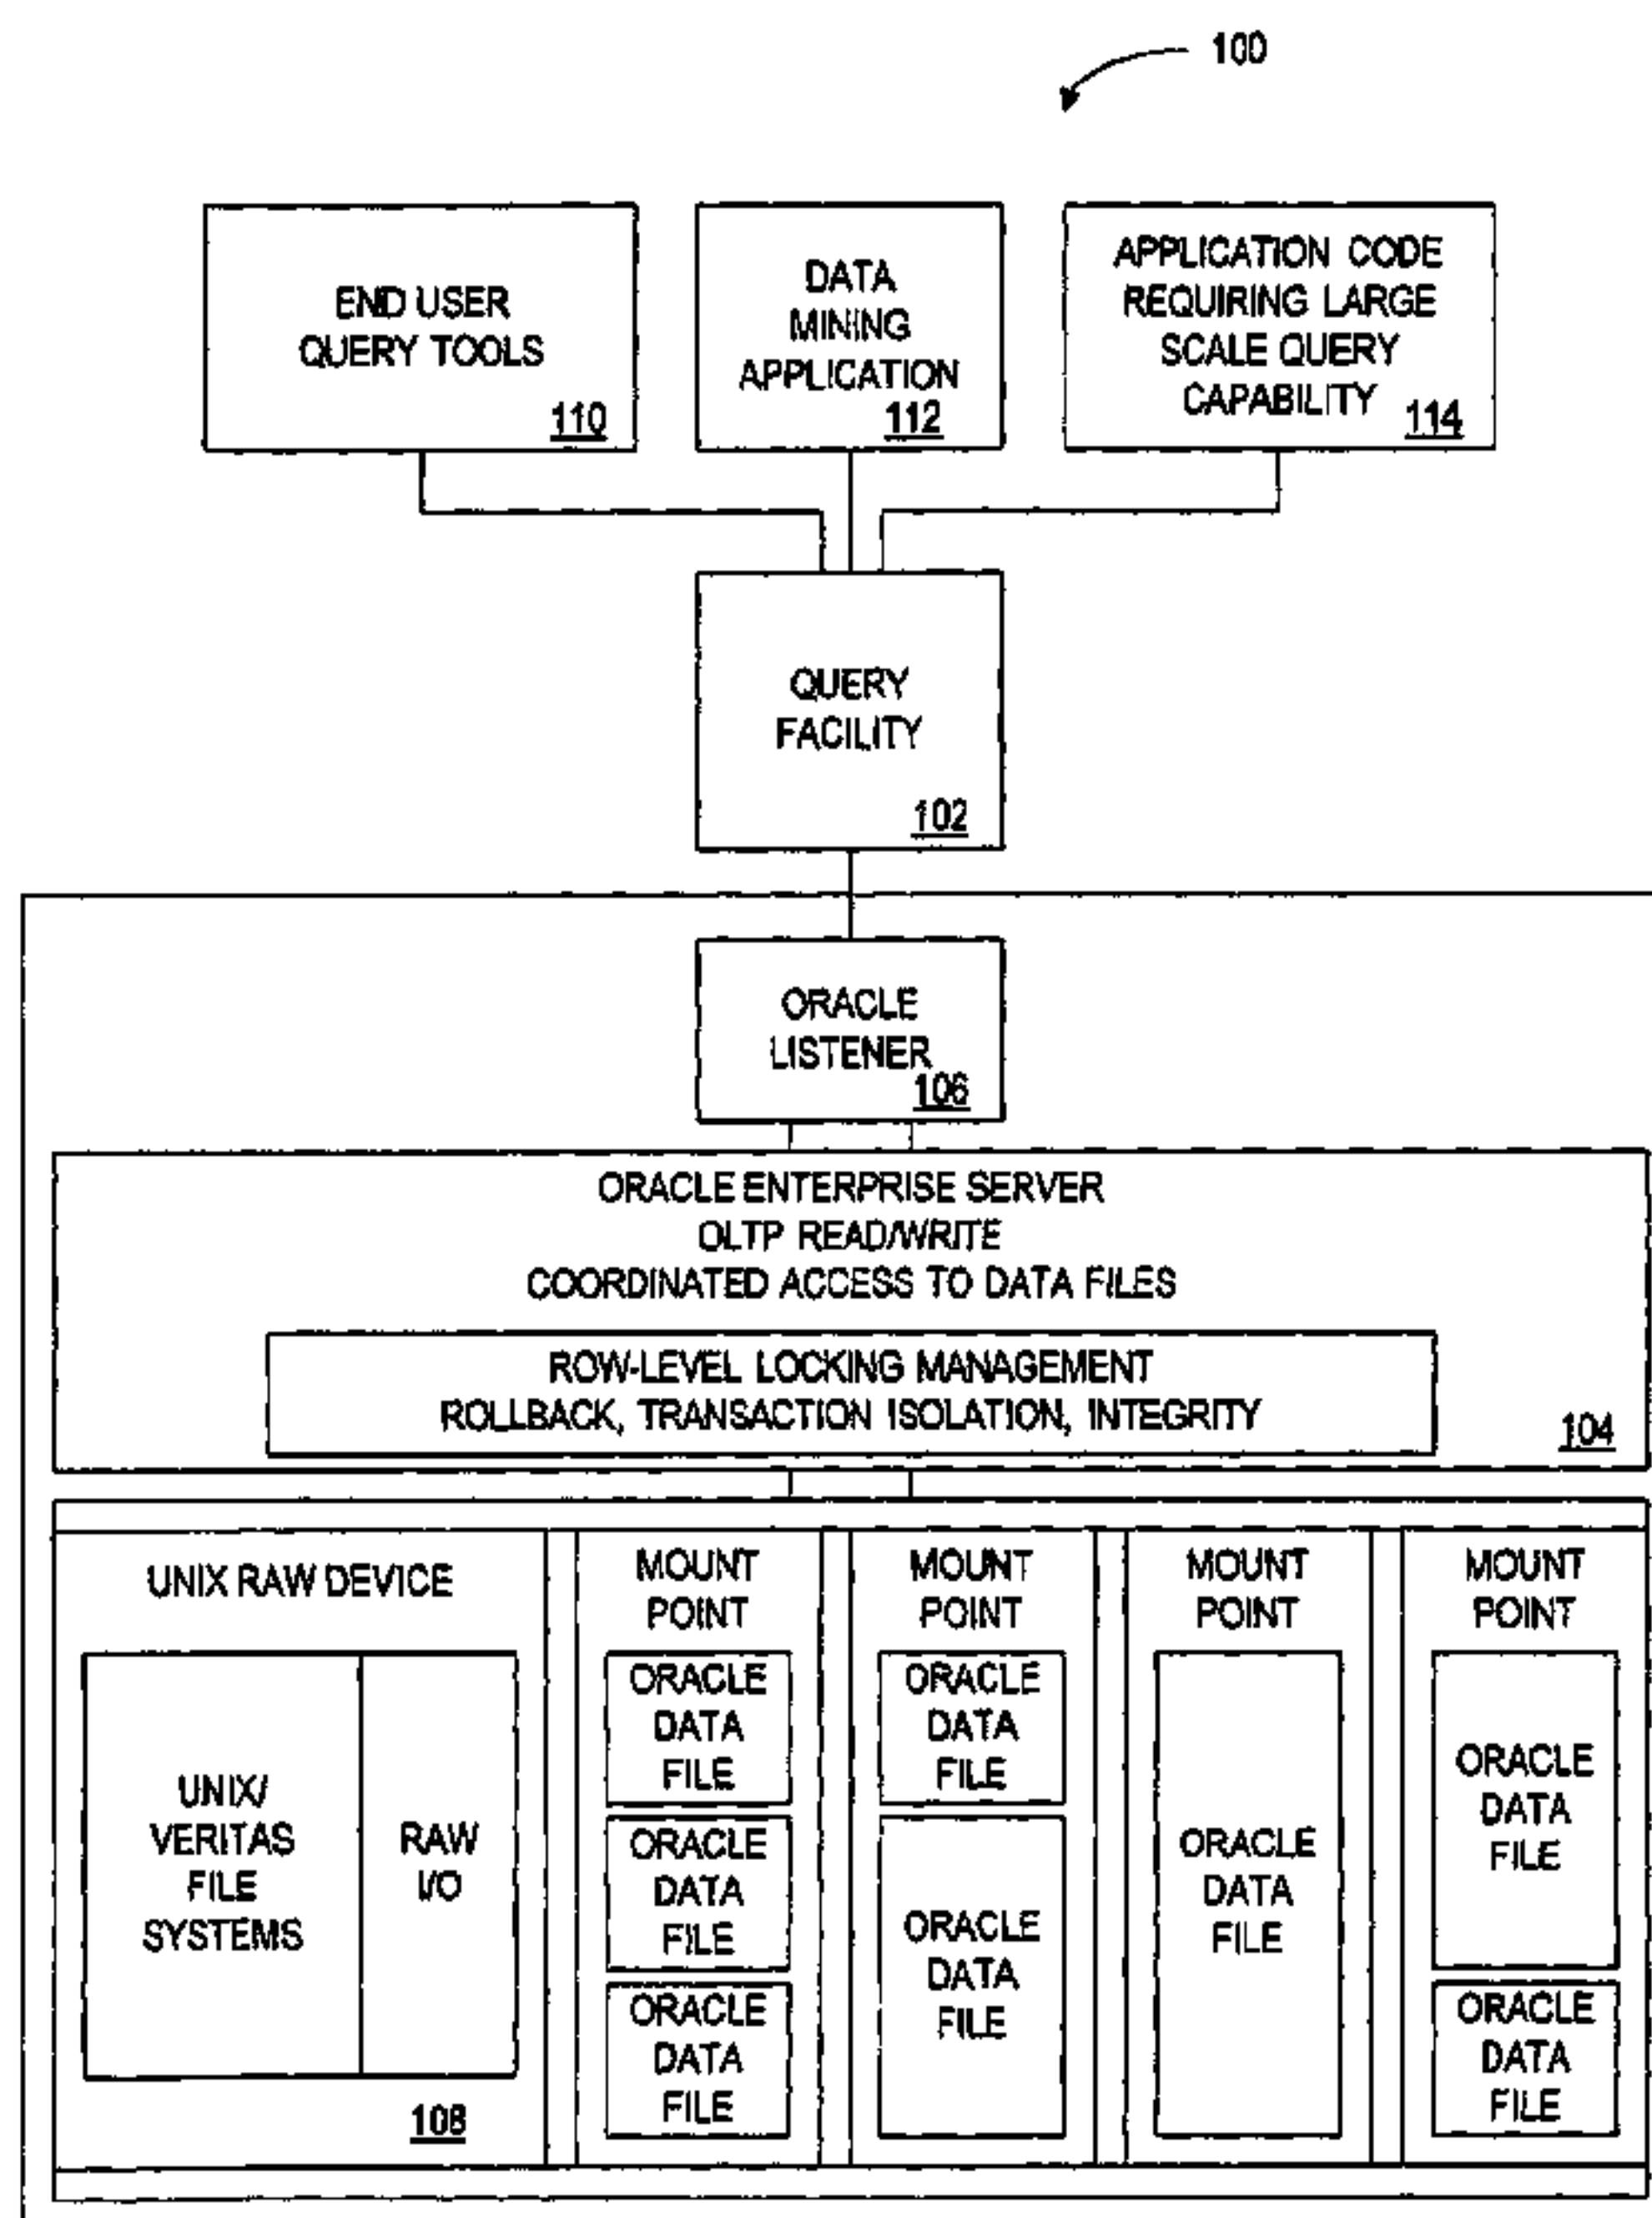 100
END USER
QUERY TOOLS
110
DATA
MINING
APPLICATION
112
APPLICATION CODE
REQUIRING LARGE
SCALE QUERY
CAPABILITY
114
QUERY
FACILITY
102
ORACLE
LISTENER
106
ORACLE ENTERPRISE SERVER
OLTP READ/WRITE
COORDINATED ACCESS TO DATA FILES
ROW-LEVEL LOCKING MANAGEMENT
ROLLBACK, TRANSACTION ISOLATION, INTEGRITY
104
UNIX RAW DEVICE
UNIX/
VERITAS
FILE
SYSTEMS
RAW
I/O
108
MOUNT
POINT
ORACLE
DATA
FILE
ORACLE
DATA
FILE
ORACLE
DATA
FILE
MOUNT
POINT
ORACLE
DATA
FILE
ORACLE
DATA
FILE
MOUNT
POINT
ORACLE
DATA
FILE
MOUNT
POINT
ORACLE
DATA
FILE
ORACLE
DATA
FILE